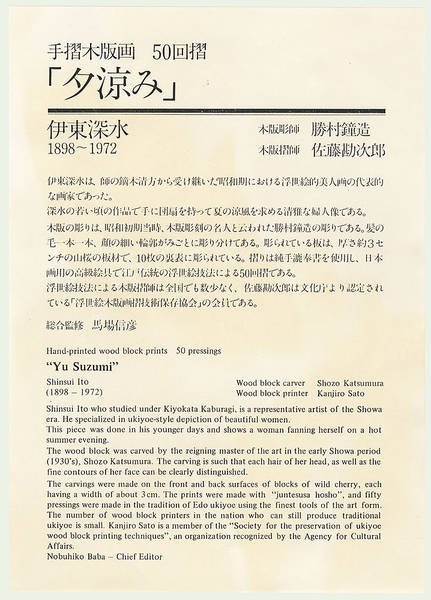 手摺木版画　50回摺
「夕涼み」
伊東深水
1898〜1972
木版彫師　勝村鐘造
木版摺師　佐藤勘次郎
伊東深水は、師の鏑木清方から受け継いだ昭和期における浮世絵的美人画の代表的
な画家であった。
深水の若い頃の作品で手に団扇を持って夏の涼風を求める清雅な婦人像である。
木版の彫りは、昭和初期当時、木版彫刻の名人と云われた勝村鐘造の彫りである。髪の
毛一本一本、顔の細い輪郭がみごとに彫り分けてある。彫られている板は、厚さ約3セ
ンチの山桜の板材で、10枚の裏表に彫られている。摺りは純手漉奉書を使用し、日本
画用の高級絵具で江戸伝統の浮世絵技法による50回摺である。
浮世絵技法による木版摺師は全国でも数少なく、佐藤勘次郎は文化庁より認定され
ている「浮世絵木版画摺技術保存協会」の会員である。
総合監修　馬場信彦
Hand-printed wood block prints 50 pressings
“Yu Suzumi”
Shinsui Ito
(1898 – 1972)
Wood block carver Shozo Katsumura
Wood block printer Kanjiro Sato
Shinsui Ito who studied under Kiyokata Kaburagi, is a representative artist of the Showa
era. He specialized in ukiyoe-style depiction of beautiful women.
This piece was done in his younger days and shows a woman fanning herself on a hot
summer evening.
The wood block was carved by the reigning master of the art in the early Showa period
(1930's), Shozo Katsumura. The carving is such that each hair of her head, as well as the
fine contours of her face can be clearly distinguished.
The carvings were made on the front and back surfaces of blocks of wild cherry, each
having a width of about 3 cm. The prints were made with “juntesusa hosho”, and fifty
pressings were made in the tradition of Edo ukiyoe using the finest tools of the art form.
The number of wood block printers in the nation who can still produce traditional
ukiyoe is small. Kanjiro Sato is a member of the “Society for the preservation of ukiyoe
wood block printing techniques”, an organization recognized by the Agency for Cultural
Affairs.
Nobuhiko Baba – Chief Editor